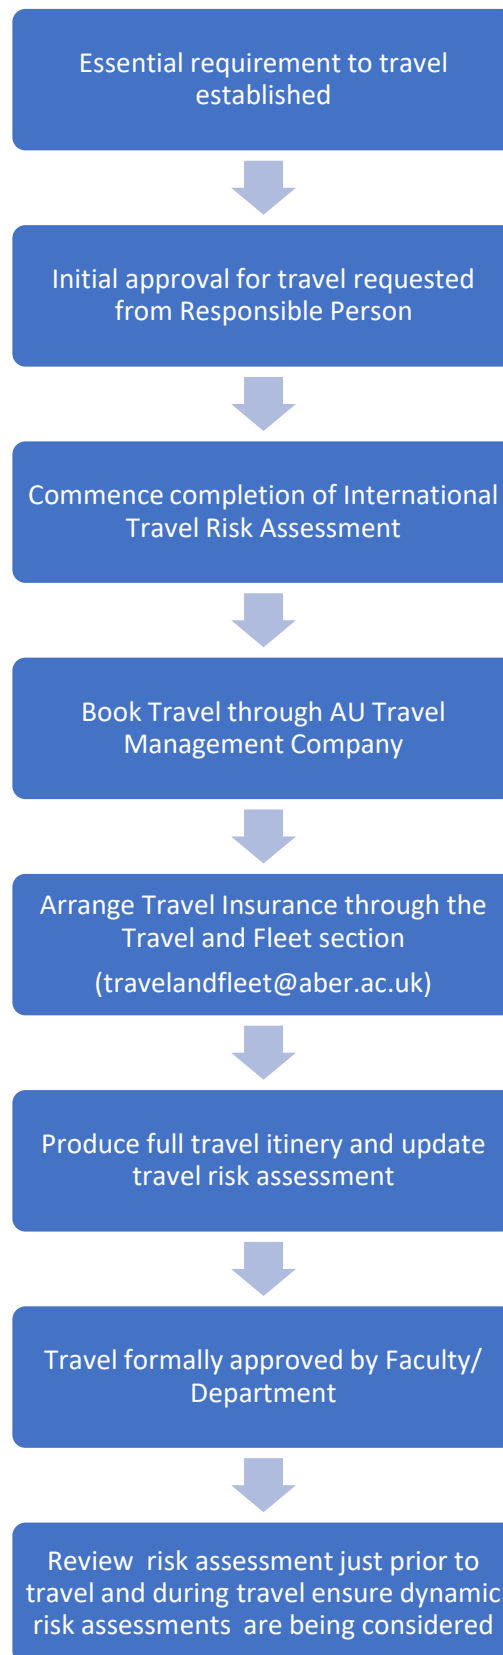 Essential requirement to travel
established
Initial approval for travel requested
from Responsible Person
Commence completion of International
Travel Risk Assessment
Book Travel through AU Travel
Management Company
Arrange Travel Insurance through the
Travel and Fleet section
(travelandfleet@aber.ac.uk)
Produce full travel itinery and update
travel risk assessment
Travel formally approved by Faculty/
Department
Review risk assessment just prior to
travel and during travel ensure dynamic
risk assessments are being considered